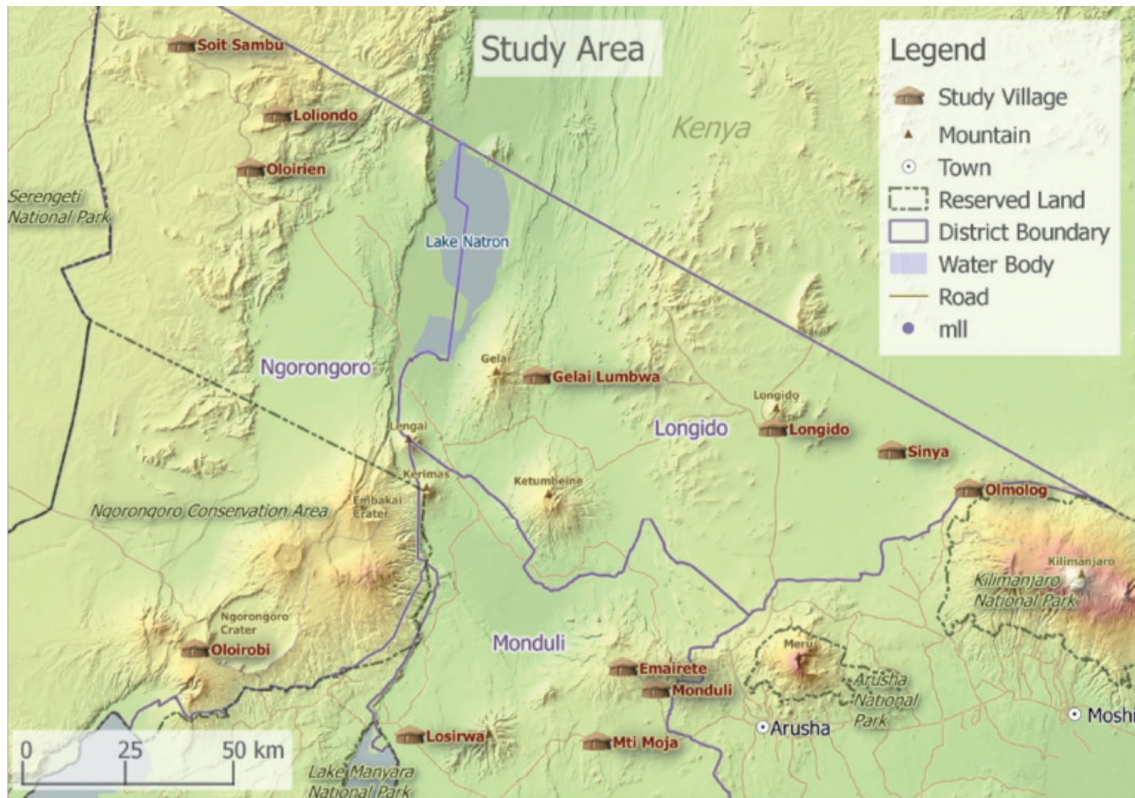 Study Area
Soit Sambu
Loliondo
Oloirien
Serengeti
National Park
Kenya
Lake Natron
Legend
Study Village
Mountain
Town
Reserved Land
District Boundary
Water Body
Road
mll
Ngorongoro
Gelai
Gelai Lumbwa
Longido
Longido
Longido
Sinya
Lengai
Kerimas
Ketumbeine
Embakai
Crater
Ngorongoro Conservation Area
Olmolog
Kilimanjaro
Kilimanjaro
National Park
Ngorongoro
Crater
Oloirobi
Monduli
Emairete
Monduli
Meru
Arusha
National
Park
Arusha
Moshi
Losirwa
Mti Moja
Lake Manyara
National Park
0 25 50 km